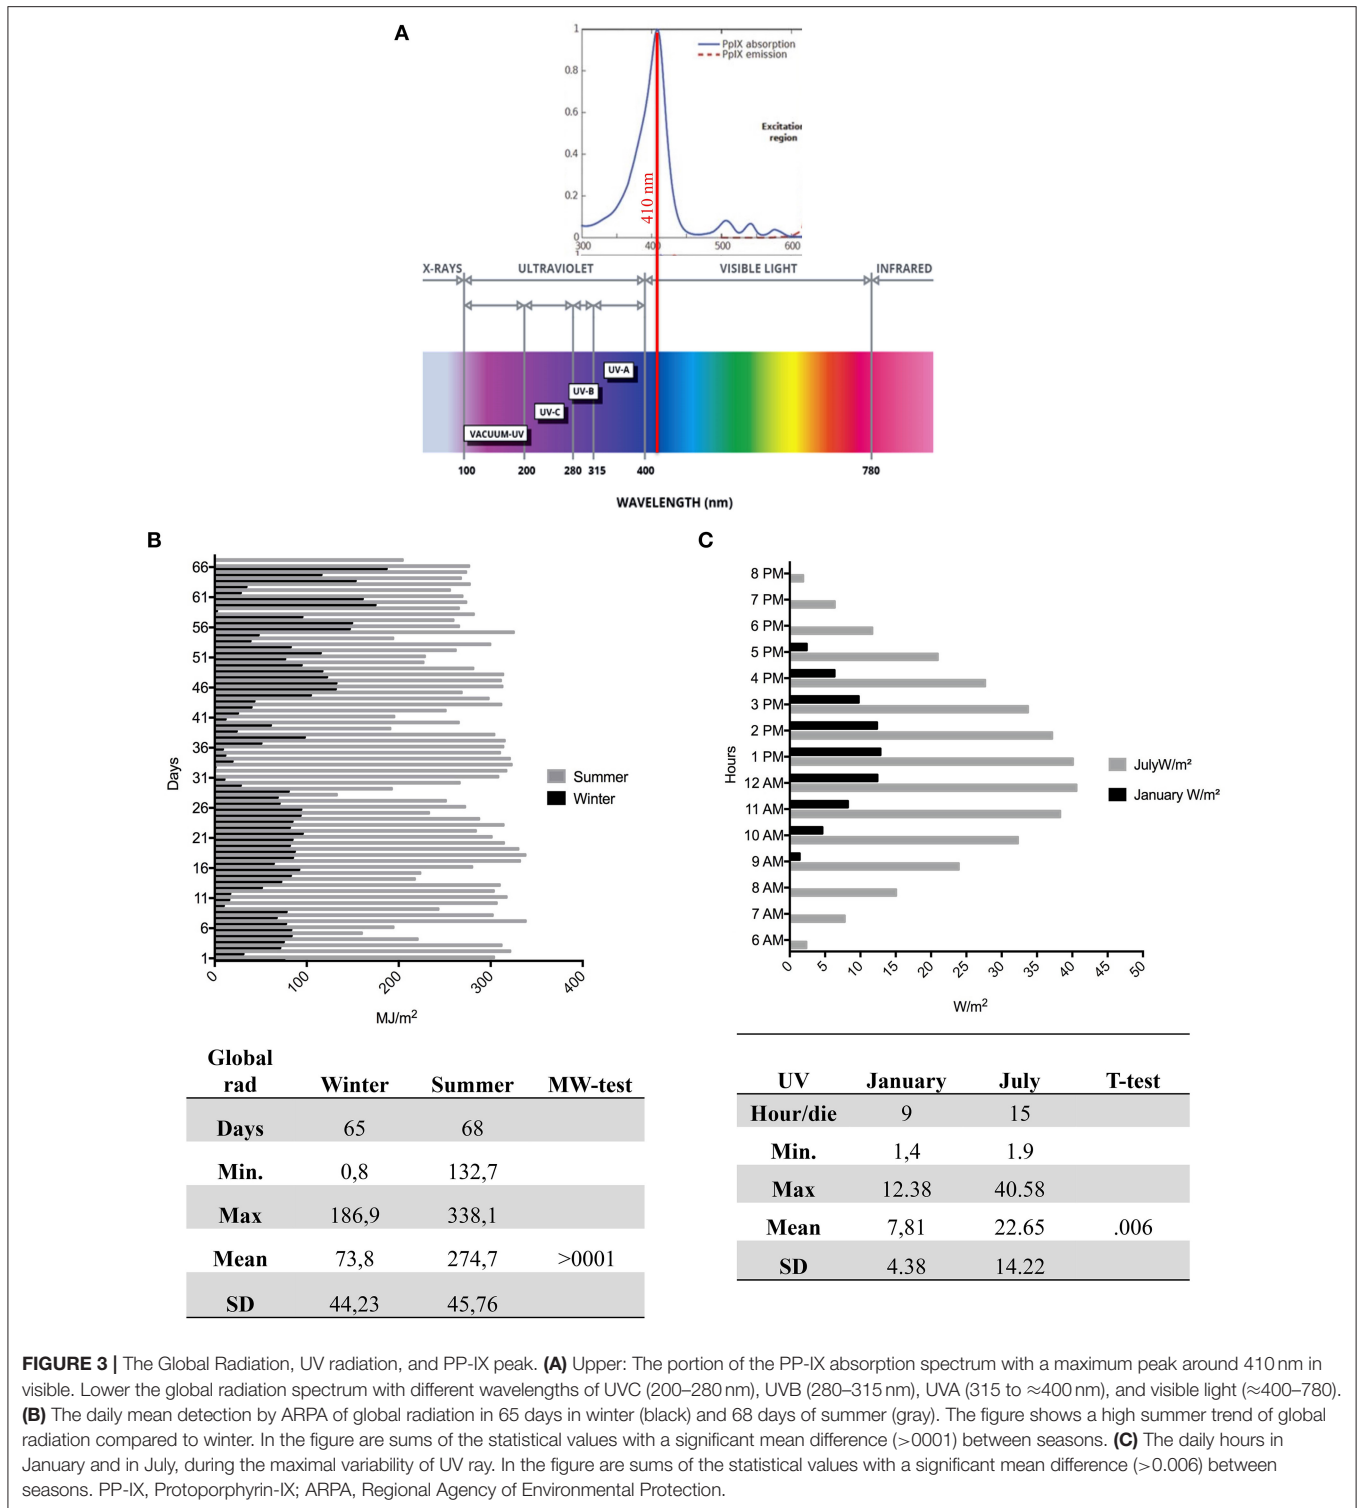 A
1
0.8
0.6
0.4
0.2
0
PpIX absorption
PpIX emission
Excitation
region
410 nm
300 400 500 600
X-RAYS ULTRAVIOLET VISIBLE LIGHT INFRARED
UV-A
UV-B
UV-C
VACUUM-UV
100 200 280 315 400 780
WAVELENGTH (nm)
B
66
61
56
51
46
41
36
31
26
21
16
11
6
1
Days
0 100 200 300 400
MJ/m²
Summer
Winter
C
8 PM
7 PM
6 PM
5 PM
4 PM
3 PM
2 PM
1 PM
12 AM
11 AM
10 AM
9 AM
8 AM
7 AM
6 AM
Hours
0 5 10 15 20 25 30 35 40 45 50
W/m²
JulyW/m²
January W/m²
Global
rad Winter Summer MW-test
Days 65 68
Min. 0,8 132,7
Max 186,9 338,1
Mean 73,8 274,7 >0001
SD 44,23 45,76
UV January July T-test
Hour/die 9 15
Min. 1,4 1.9
Max 12.38 40.58
Mean 7,81 22.65 .006
SD 4.38 14.22
FIGURE 3 | The Global Radiation, UV radiation, and PP-IX peak. (A) Upper: The portion of the PP-IX absorption spectrum with a maximum peak around 410 nm in
visible. Lower the global radiation spectrum with different wavelengths of UVC (200–280 nm), UVB (280–315 nm), UVA (315 to ≈400 nm), and visible light (≈400–780).
(B) The daily mean detection by ARPA of global radiation in 65 days in winter (black) and 68 days of summer (gray). The figure shows a high summer trend of global
radiation compared to winter. In the figure are sums of the statistical values with a significant mean difference (>0001) between seasons. (C) The daily hours in
January and in July, during the maximal variability of UV ray. In the figure are sums of the statistical values with a significant mean difference (>0.006) between
seasons. PP-IX, Protoporphyrin-IX; ARPA, Regional Agency of Environmental Protection.